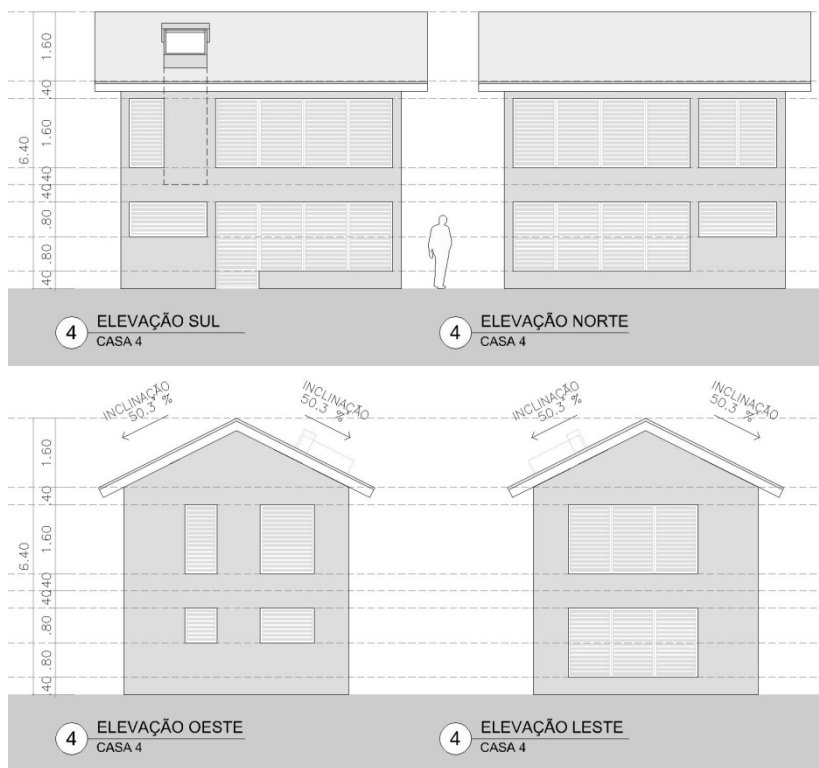 1.60
.40
1.60
6.40
.40
.40
.80
.80
.40
4 ELEVAÇÃO SUL
CASA 4
4 ELEVAÇÃO NORTE
CASA 4
INCLINAÇÃO
50.3 %
INCLINAÇÃO
50.3 %
INCLINAÇÃO
50.3 %
INCLINAÇÃO
50.3 %
1.60
.40
1.60
6.40
.40
.40
.80
.80
.40
4 ELEVAÇÃO OESTE
CASA 4
4 ELEVAÇÃO LESTE
CASA 4